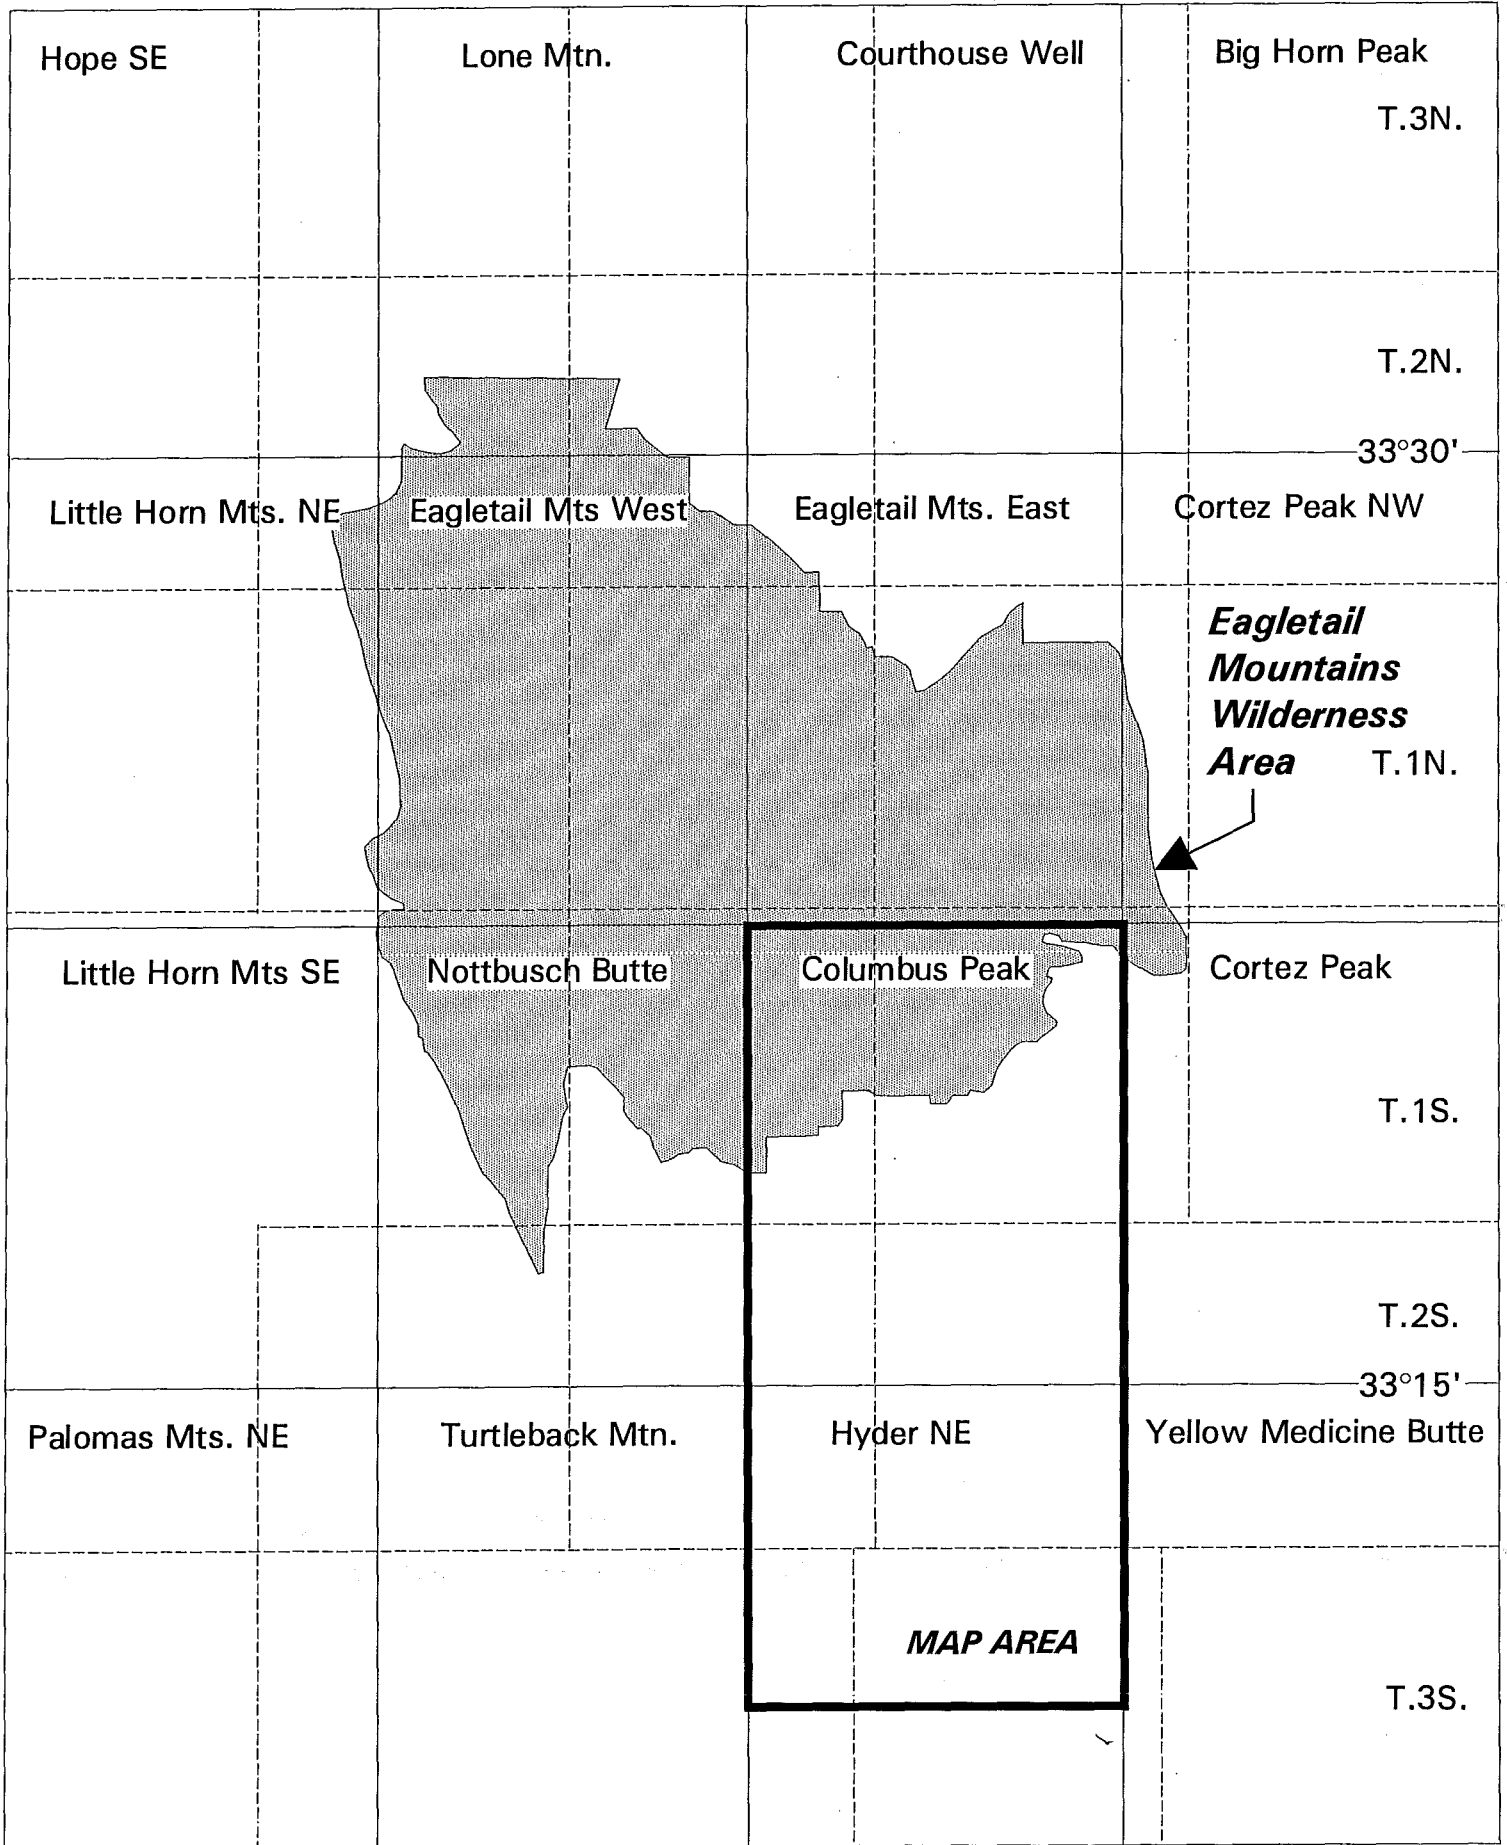 Hope SE
Lone Mtn.
Courthouse Well
Big Horn Peak
T.3N.
T.2N.
33°30'
Little Horn Mts. NE
Eagletail Mts West
Eagletail Mts. East
Cortez Peak NW
Eagletail
Mountains
Wilderness
Area
T.1N.
Little Horn Mts SE
Nottbusch Butte
Columbus Peak
Cortez Peak
T.1S.
T.2S.
33°15'
Palomas Mts. NE
Turtleback Mtn.
Hyder NE
Yellow Medicine Butte
MAP AREA
T.3S.